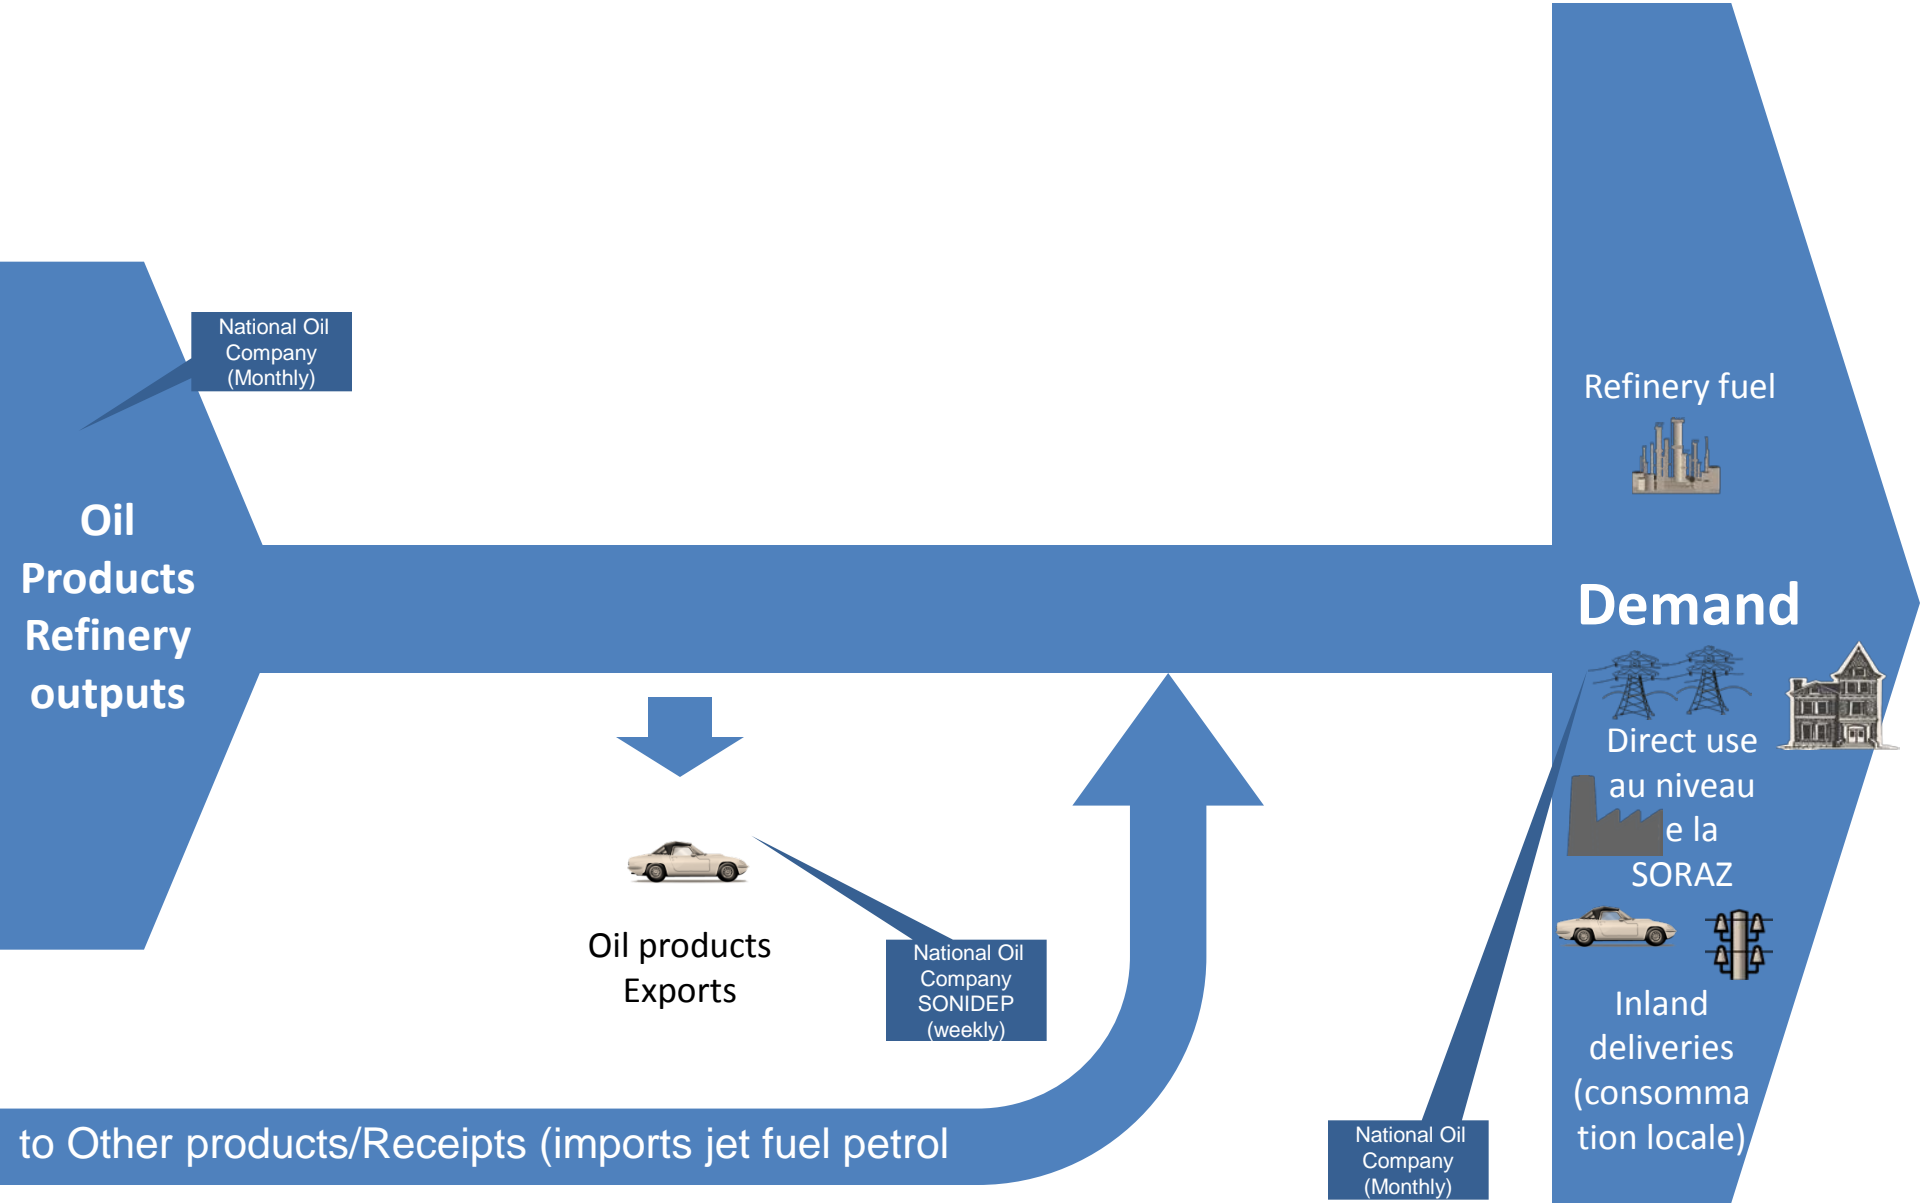 National Oil
Company
(Monthly)
Oil
Products
Refinery
outputs
Refinery fuel
Demand
Direct use
au niveau
e la
SORAZ
Oil products
Exports
National Oil
Company
SONIDEP
(weekly)
Inland
deliveries
(consomma
tion locale)
to Other products/Receipts (imports jet fuel petrol
National Oil
Company
(Monthly)